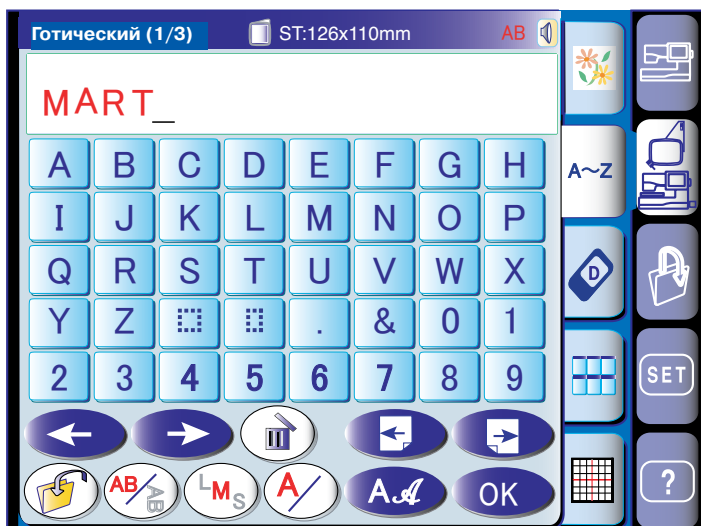 Готический (1/3) ST:126x110mm AB
MART_
A B C D E F G H A～Z
I J K L M N O P
Q R S T U V W X D
Y Z . & 0 1
2 3 4 5 6 7 8 9 SET
AB/AB LMS A/ AA OK ?